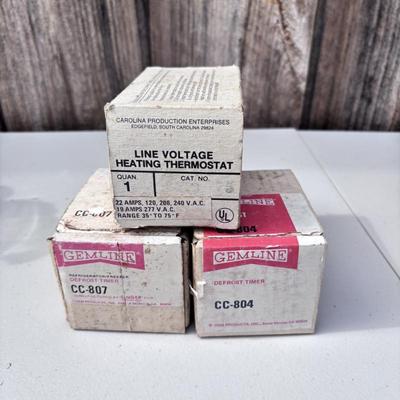 CAROLINA PRODUCTION ENTERPRISES
EDGEFIELD, SOUTH CAROLINA 29824
LINE VOLTAGE
HEATING THERMOSTAT
QUAN.
CAT. NO.
1
22 AMPS, 120, 208, 240 V.A.C.
19 AMPS 277 V.A.C.
RANGE 35° TO 75° F
UL
CC-807
GEMLINE
REFRIGERATOR/FREEZER
DEFROST TIMER
CC-807
804
GEMLINE
DEFROST TIMER
CC-804